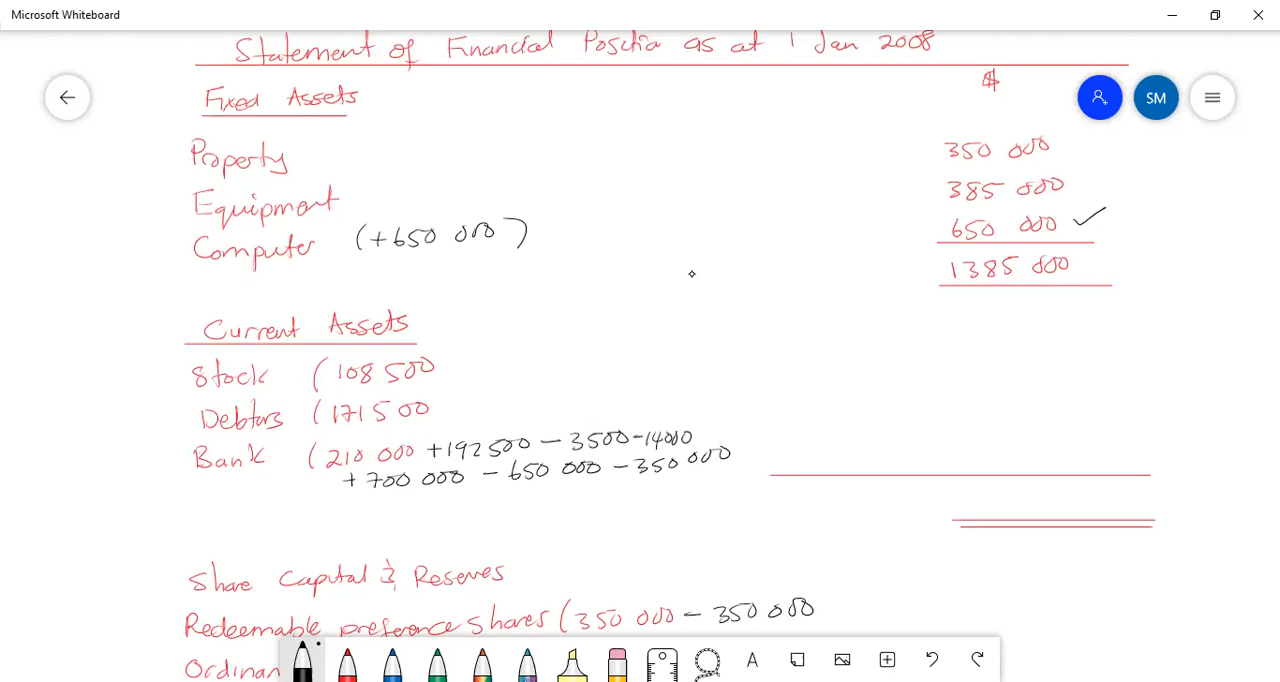 Microsoft Whiteboard
Statement of Financial Position as at 1 Jan 2008
$
SM
Fixed Assets
Property 350 000
Equipment 385 000
Computer (+650 000) 650 000 ✓
1385 000
Current Assets
Stock (108 500
Debtors (171 500
Bank (210 000 +192 500 - 3500 -14000
+ 700 000 - 650 000 - 350 000
Share Capital & Reserves
Redeemable preference shares (350 000 - 350 000
Ordinan
A